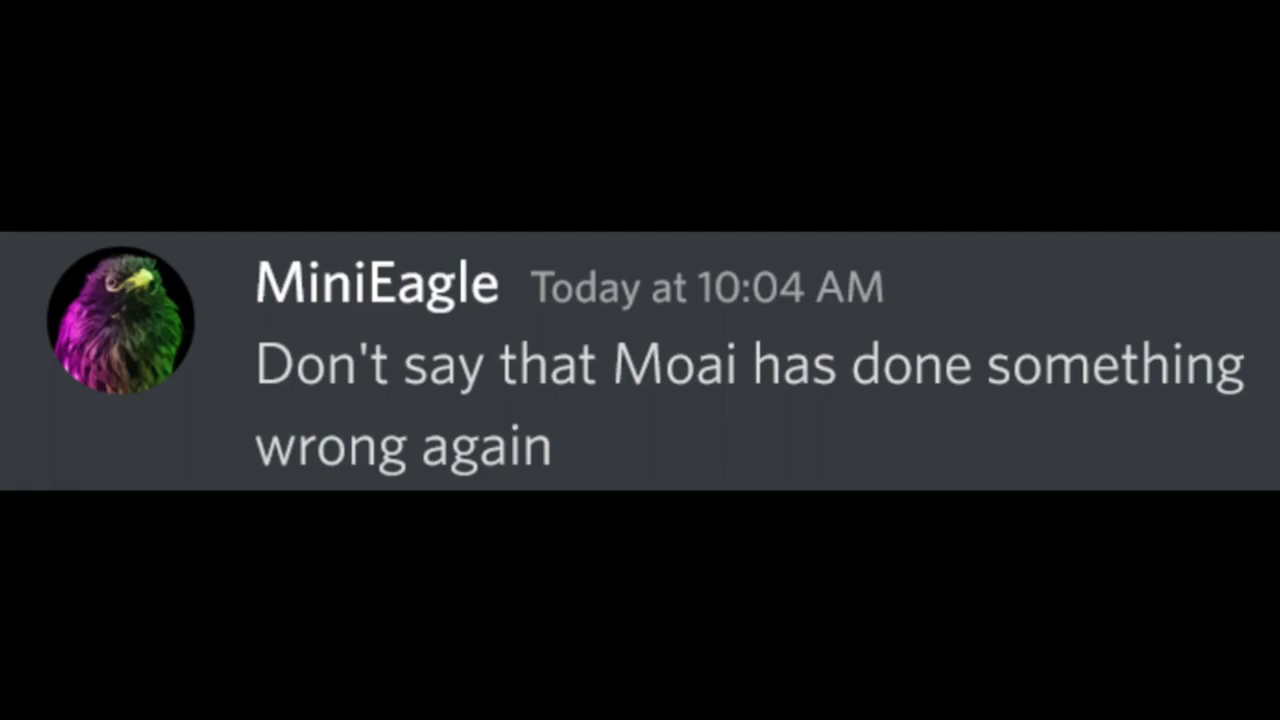 MiniEagle Today at 10:04 AM
Don't say that Moai has done something
wrong again